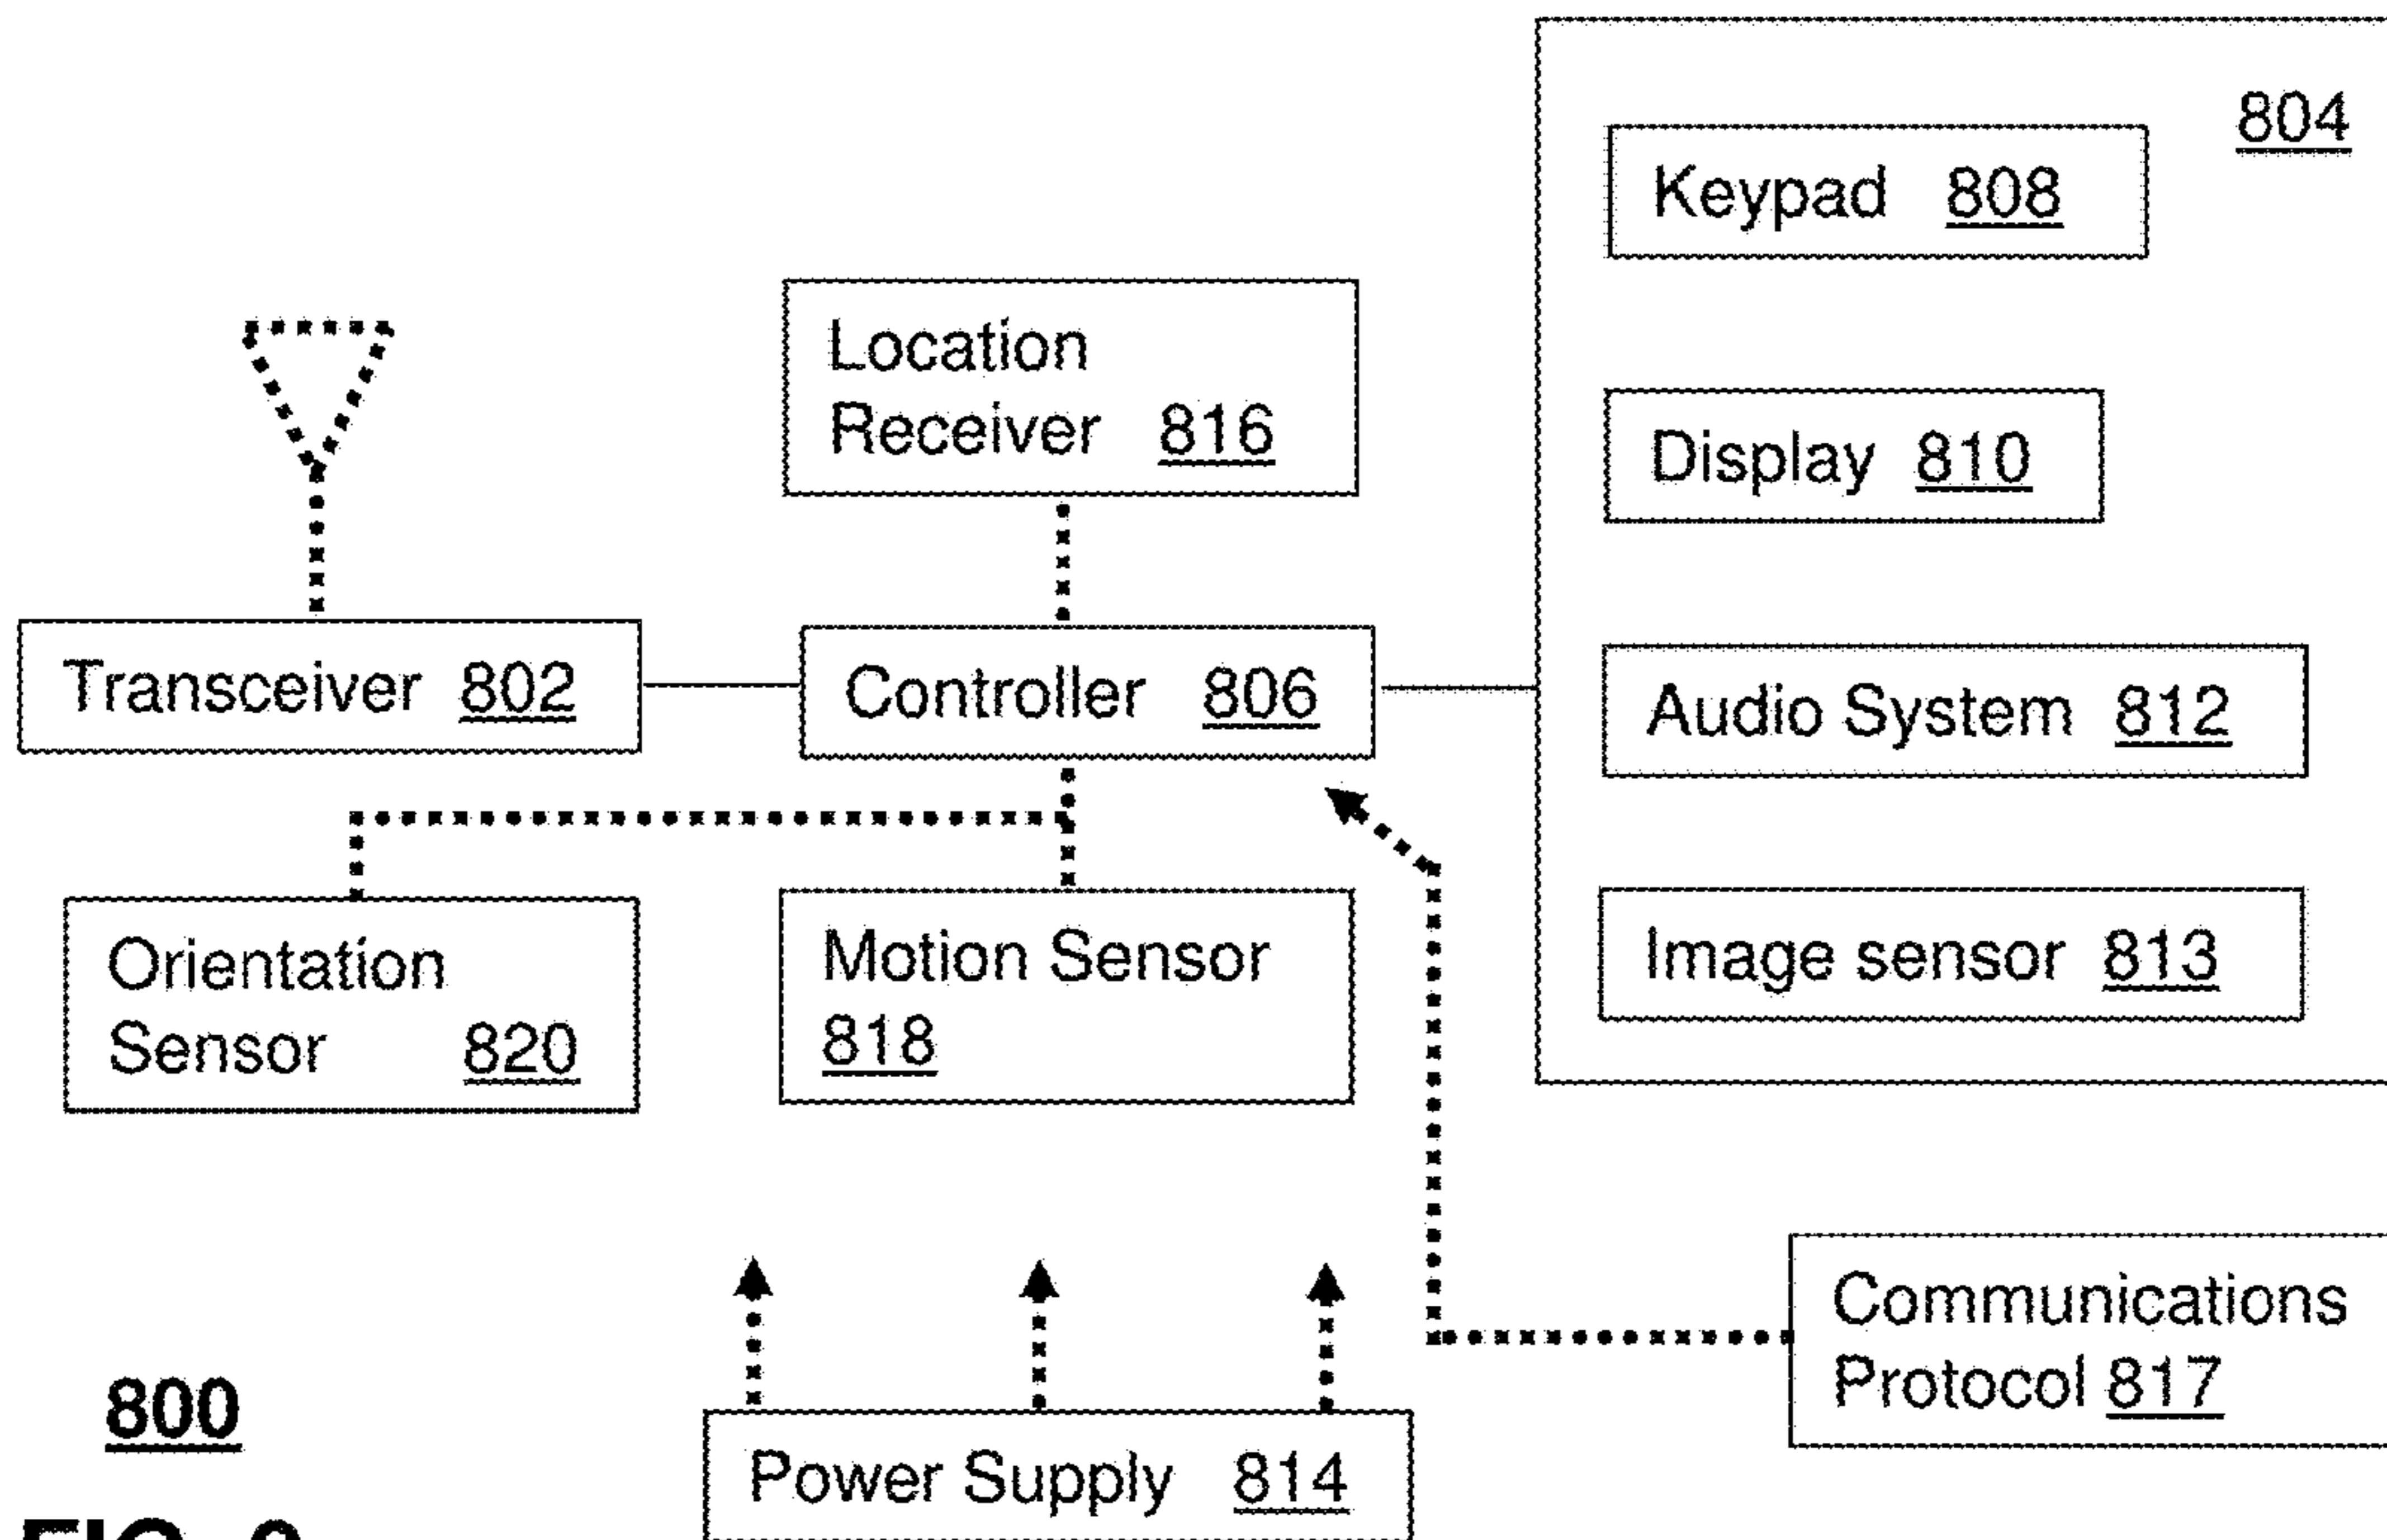 804
Keypad 808
Location
Receiver 816
Display 810
Transceiver 802
Controller 806
Audio System 812
Orientation
Sensor 820
Motion Sensor
818
Image sensor 813
Communications
Protocol 817
800
Power Supply 814
FIG.